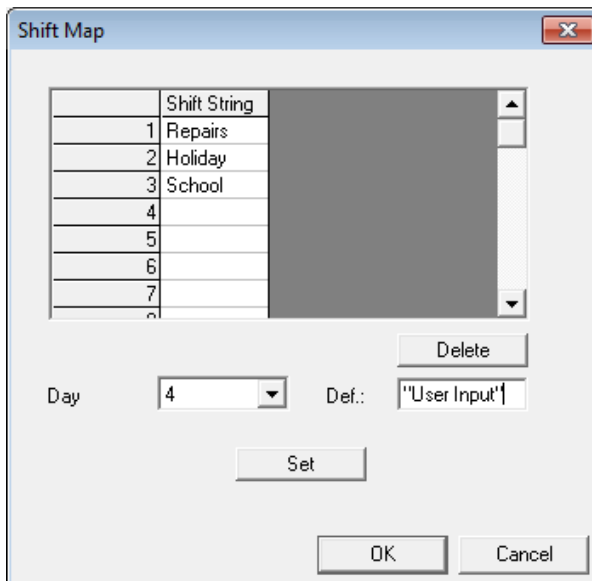 Shift Map
Shift String
1 Repairs
2 Holiday
3 School
4
5
6
7
Delete
Day 4 Def.: "User Input"
Set
OK Cancel